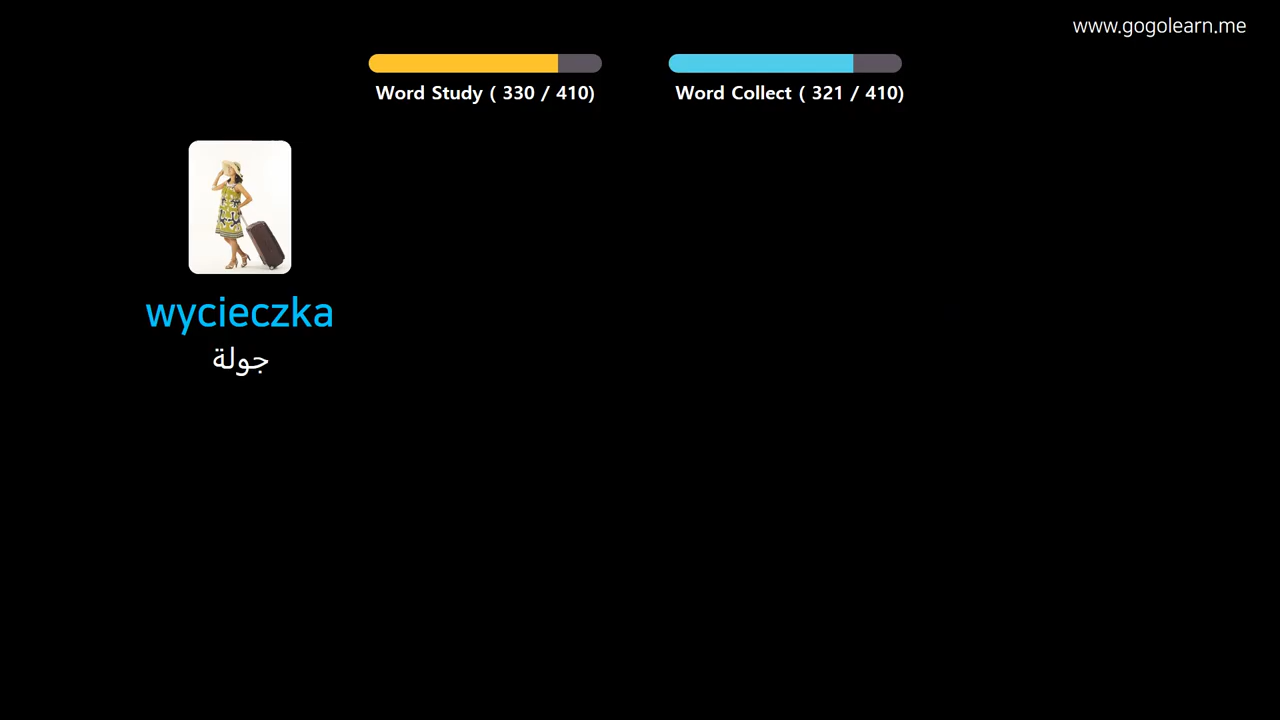 www.gogolearn.me
Word Study ( 330 / 410)
Word Collect ( 321 / 410)
wycieczka
جولة